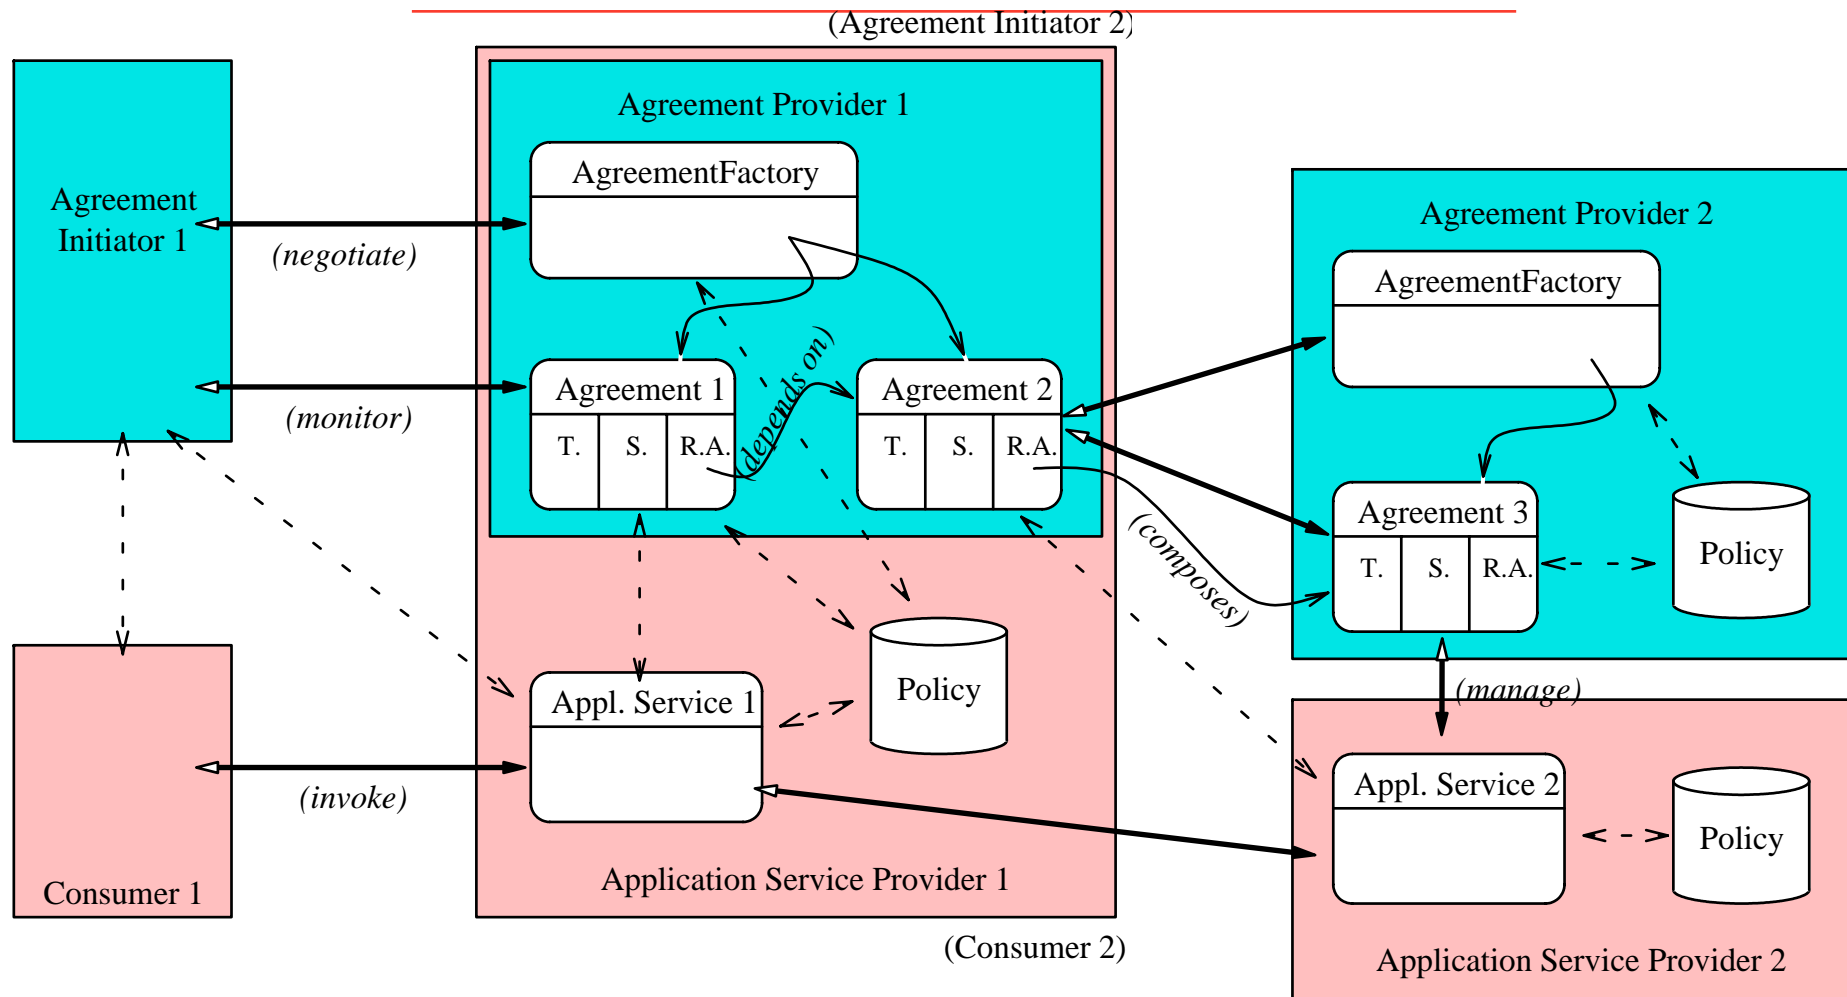 (Agreement Initiator 2)
Agreement Provider 1
AgreementFactory
Agreement
Initiator 1
(negotiate)
(monitor)
Agreement 1
T. S. R.A.
(depends on)
Agreement 2
T. S. R.A.
Agreement Provider 2
AgreementFactory
Agreement 3
T. S. R.A.
Policy
(composes)
(manage)
Appl. Service 1
Policy
(invoke)
Consumer 1
Application Service Provider 1
(Consumer 2)
Appl. Service 2
Policy
Application Service Provider 2